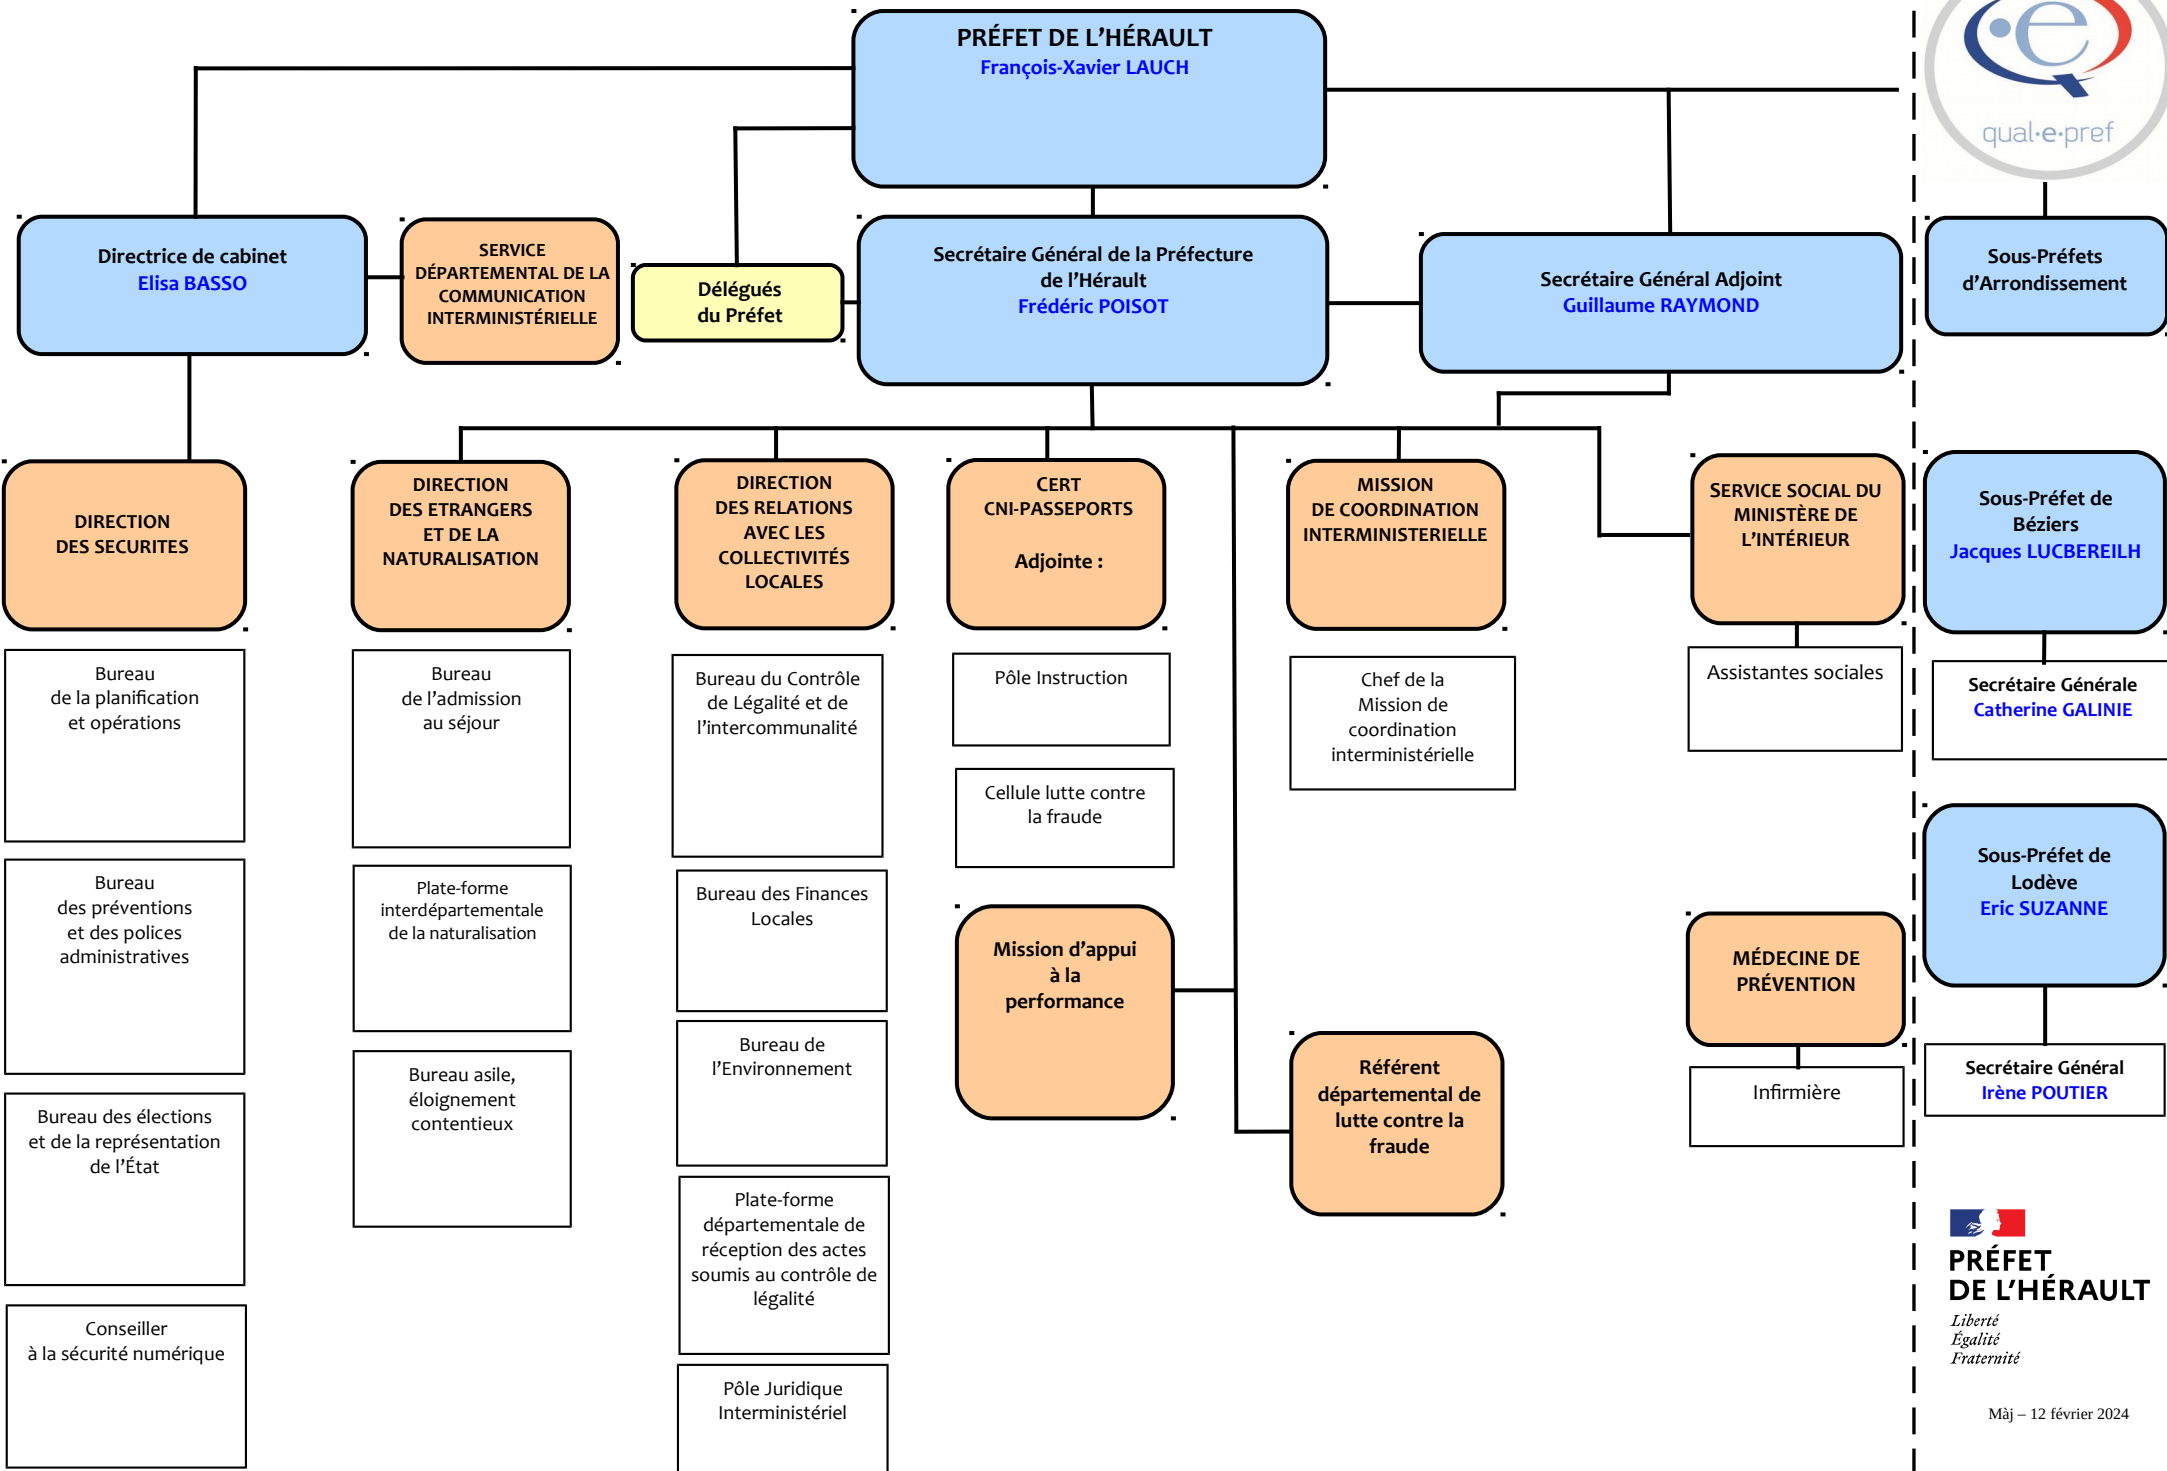 PRÉFET DE L'HÉRAULT
François-Xavier LAUCH
qual·e·pref
Directrice de cabinet
Elisa BASSO
SERVICE
DÉPARTEMENTAL DE LA
COMMUNICATION
INTERMINISTÉRIELLE
Délégués
du Préfet
Secrétaire Général de la Préfecture
de l'Hérault
Frédéric POISOT
Secrétaire Général Adjoint
Guillaume RAYMOND
Sous-Préfets
d'Arrondissement
DIRECTION
DES SECURITES
DIRECTION
DES ETRANGERS
ET DE LA
NATURALISATION
DIRECTION
DES RELATIONS
AVEC LES
COLLECTIVITÉS
LOCALES
CERT
CNI-PASSEPORTS
Adjointe :
MISSION
DE COORDINATION
INTERMINISTERIELLE
SERVICE SOCIAL DU
MINISTÈRE DE
L'INTÉRIEUR
Sous-Préfet de
Béziers
Jacques LUCBEREILH
Bureau
de la planification
et opérations
Bureau
de l'admission
au séjour
Bureau du Contrôle
de Légalité et de
l'intercommunalité
Pôle Instruction
Chef de la
Mission de
coordination
interministérielle
Assistantes sociales
Secrétaire Générale
Catherine GALINIE
Cellule lutte contre
la fraude
Bureau
des préventions
et des polices
administratives
Plate-forme
interdépartementale
de la naturalisation
Bureau des Finances
Locales
Mission d'appui
à la
performance
MÉDECINE DE
PRÉVENTION
Sous-Préfet de
Lodève
Eric SUZANNE
Bureau des élections
et de la représentation
de l'État
Bureau asile,
éloignement
contentieux
Bureau de
l'Environnement
Référent
départemental de
lutte contre la
fraude
Infirmière
Secrétaire Général
Irène POUTIER
Plate-forme
départementale de
réception des actes
soumis au contrôle de
légalité
Conseiller
à la sécurité numérique
Pôle Juridique
Interministériel
PRÉFET
DE L'HÉRAULT
Liberté
Égalité
Fraternité
Màj – 12 février 2024